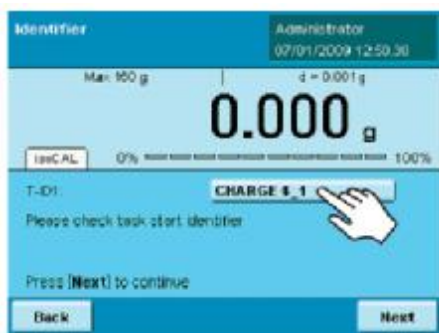 Identifier
Administrator
07/01/2009 12:50.30
Max 160 g
d = 0.001 g
0.000 g
isoCAL
0%
100%
T-ID1:
CHARGE $_1
Please check task start identifier
Press [Next] to continue
Back
Next